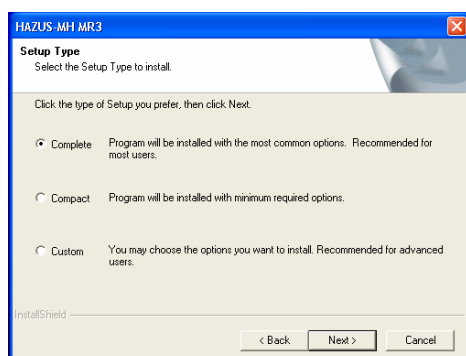 HAZUS-MH MR3
Setup Type
Select the Setup Type to install.
Click the type of Setup you prefer, then click Next.
Complete
Program will be installed with the most common options. Recommended for
most users.
Compact
Program will be installed with minimum required options.
Custom
You may choose the options you want to install. Recommended for advanced
users.
InstallShield
< Back
Next >
Cancel